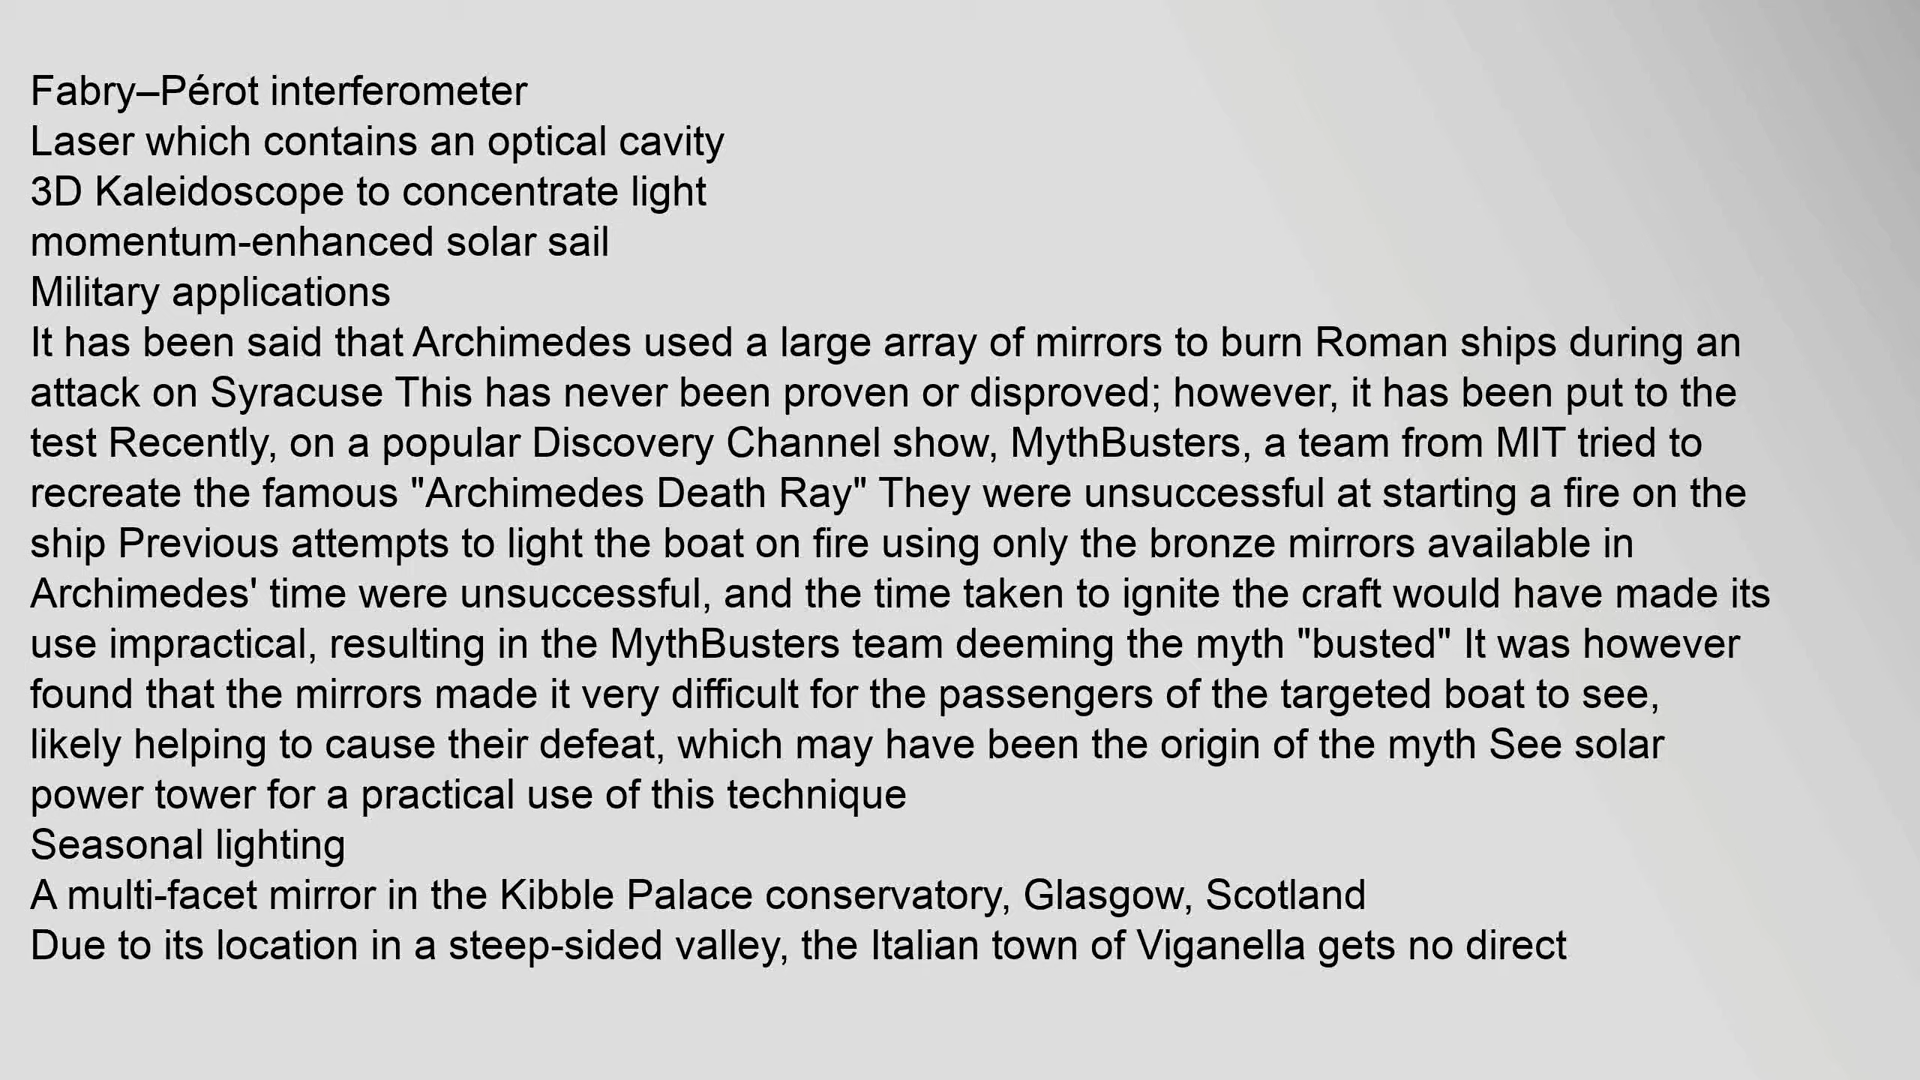 Fabry–Pérot interferometer
Laser which contains an optical cavity
3D Kaleidoscope to concentrate light
momentum-enhanced solar sail
Military applications
It has been said that Archimedes used a large array of mirrors to burn Roman ships during an
attack on Syracuse This has never been proven or disproved; however, it has been put to the
test Recently, on a popular Discovery Channel show, MythBusters, a team from MIT tried to
recreate the famous "Archimedes Death Ray" They were unsuccessful at starting a fire on the
ship Previous attempts to light the boat on fire using only the bronze mirrors available in
Archimedes' time were unsuccessful, and the time taken to ignite the craft would have made its
use impractical, resulting in the MythBusters team deeming the myth "busted" It was however
found that the mirrors made it very difficult for the passengers of the targeted boat to see,
likely helping to cause their defeat, which may have been the origin of the myth See solar
power tower for a practical use of this technique
Seasonal lighting
A multi-facet mirror in the Kibble Palace conservatory, Glasgow, Scotland
Due to its location in a steep-sided valley, the Italian town of Viganella gets no direct